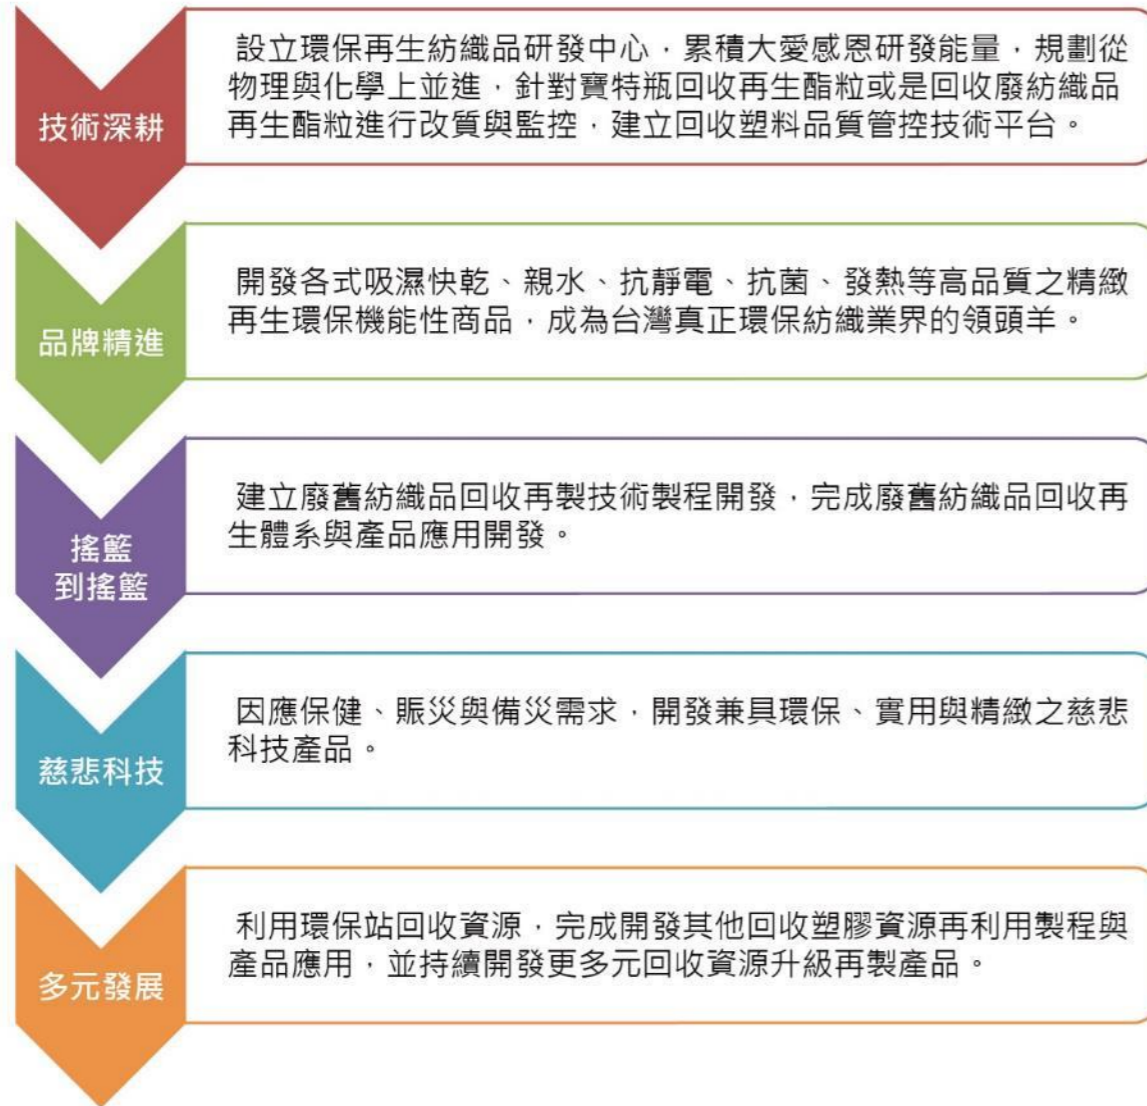 技術深耕
設立環保再生紡織品研發中心，累積大愛感恩研發能量，規劃從
物理與化學上並進，針對寶特瓶回收再生酯粒或是回收廢紡織品
再生酯粒進行改質與監控，建立回收塑料品質管控技術平台。
品牌精進
開發各式吸濕快乾、親水、抗靜電、抗菌、發熱等高品質之精緻
再生環保機能性商品，成為台灣真正環保紡織業界的領頭羊。
搖籃
到搖籃
建立廢舊紡織品回收再製技術製程開發，完成廢舊紡織品回收再
生體系與產品應用開發。
慈悲科技
因應保健、賑災與備災需求，開發兼具環保、實用與精緻之慈悲
科技產品。
多元發展
利用環保站回收資源，完成開發其他回收塑膠資源再利用製程與
產品應用，並持續開發更多元回收資源升級再製產品。